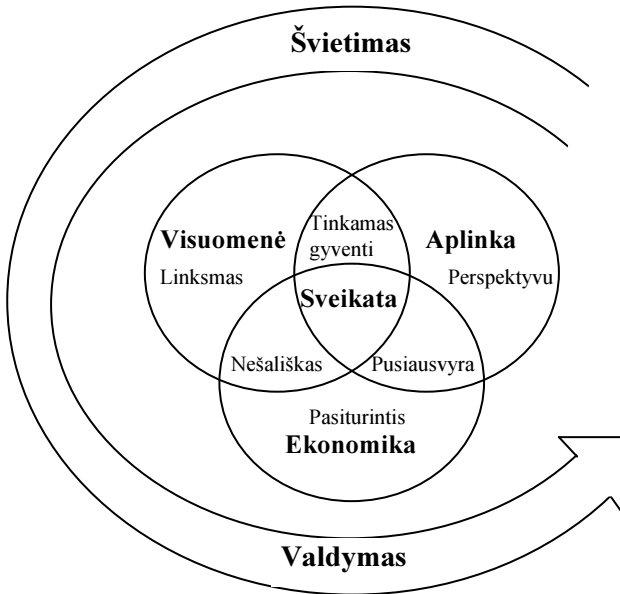 Švietimas
Tinkamas
gyventi
Visuomenė
Aplinka
Linksmas
Perspektyvu
Sveikata
Nešališkas
Pusiausvyra
Pasiturintis
Ekonomika
Valdymas